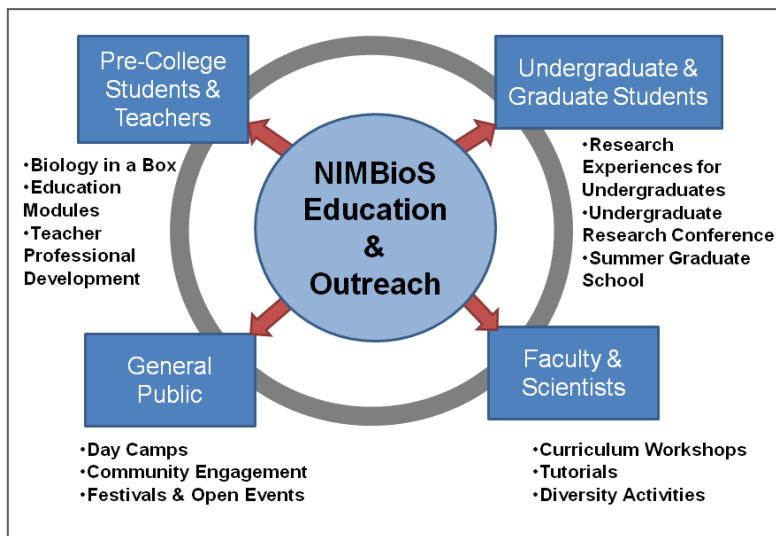 Pre-College
Students &
Teachers
•Biology in a Box
•Education
Modules
•Teacher
Professional
Development
Undergraduate &
Graduate Students
•Research
Experiences for
Undergraduates
•Undergraduate
Research Conference
•Summer Graduate
School
NIMBioS
Education
&
Outreach
General
Public
•Day Camps
•Community Engagement
•Festivals & Open Events
Faculty &
Scientists
•Curriculum Workshops
•Tutorials
•Diversity Activities